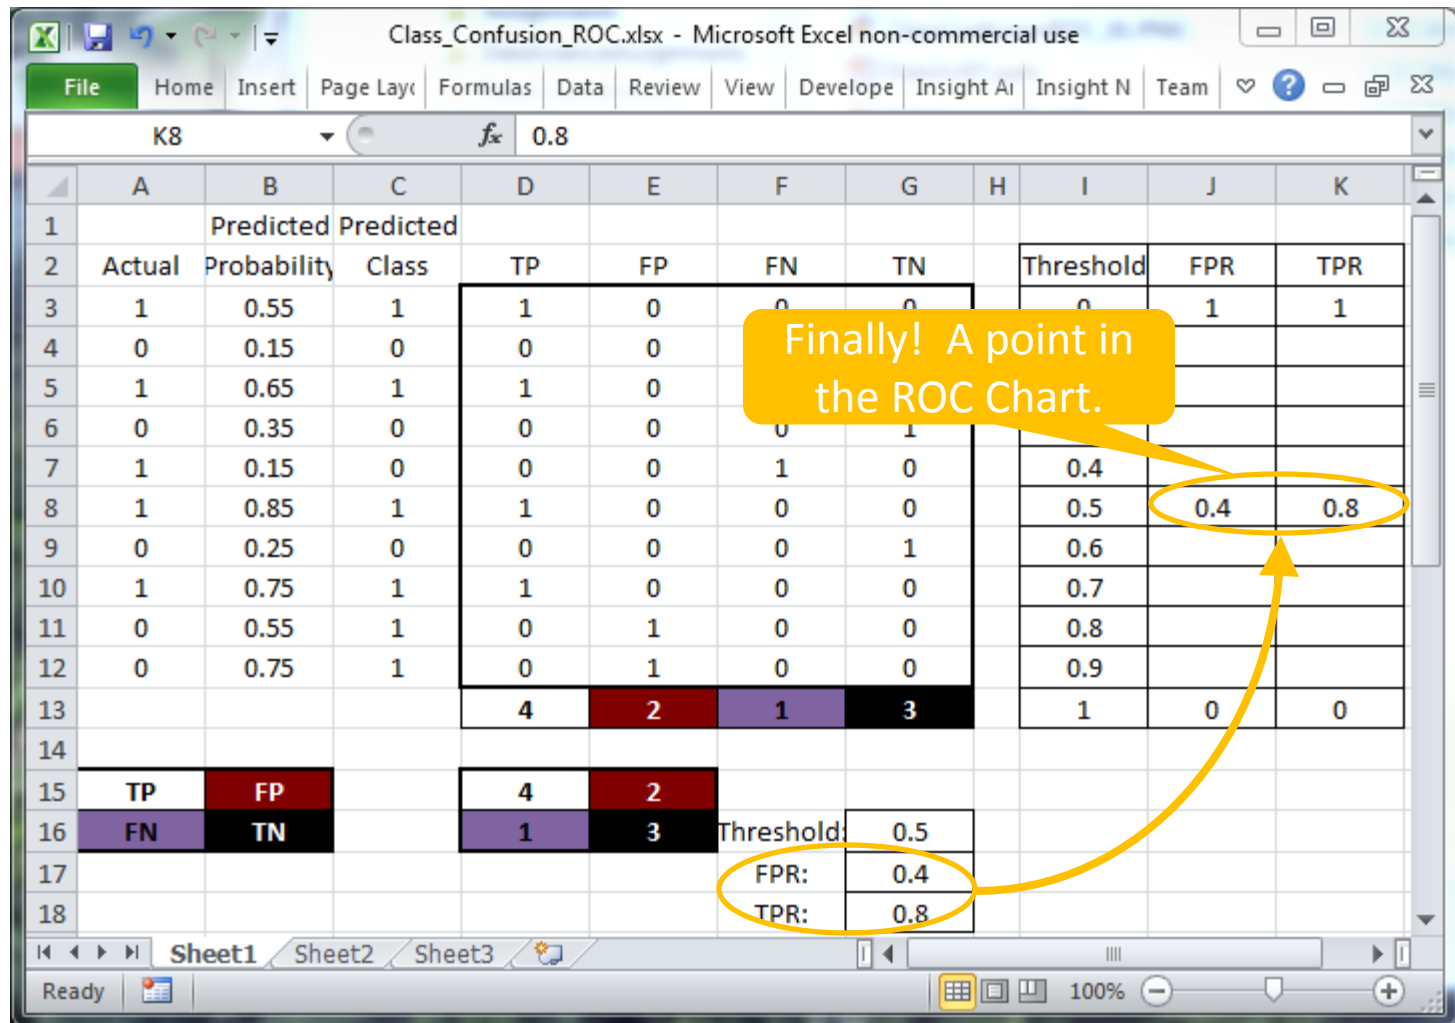 Class_Confusion_ROC.xlsx - Microsoft Excel non-commercial use
File Home Insert Page Layo Formulas Data Review View Develope Insight Ar Insight N Team
K8 fx 0.8
A B C D E F G H I J K
1 Predicted Predicted
2 Actual Probability Class TP FP FN TN Threshold FPR TPR
3 1 0.55 1 1 0 0 0 0 1 1
Finally! A point in
the ROC Chart.
4 0 0.15 0 0 0
5 1 0.65 1 1 0
6 0 0.35 0 0 0 0 1
7 1 0.15 0 0 0 1 0 0.4
8 1 0.85 1 1 0 0 0 0.5 0.4 0.8
9 0 0.25 0 0 0 0 1 0.6
10 1 0.75 1 1 0 0 0 0.7
11 0 0.55 1 0 1 0 0 0.8
12 0 0.75 1 0 1 0 0 0.9
13 4 2 1 3 1 0 0
14
15 TP FP 4 2
16 FN TN 1 3 Threshold: 0.5
17 FPR: 0.4
18 TPR: 0.8
Sheet1 Sheet2 Sheet3
Ready 100%